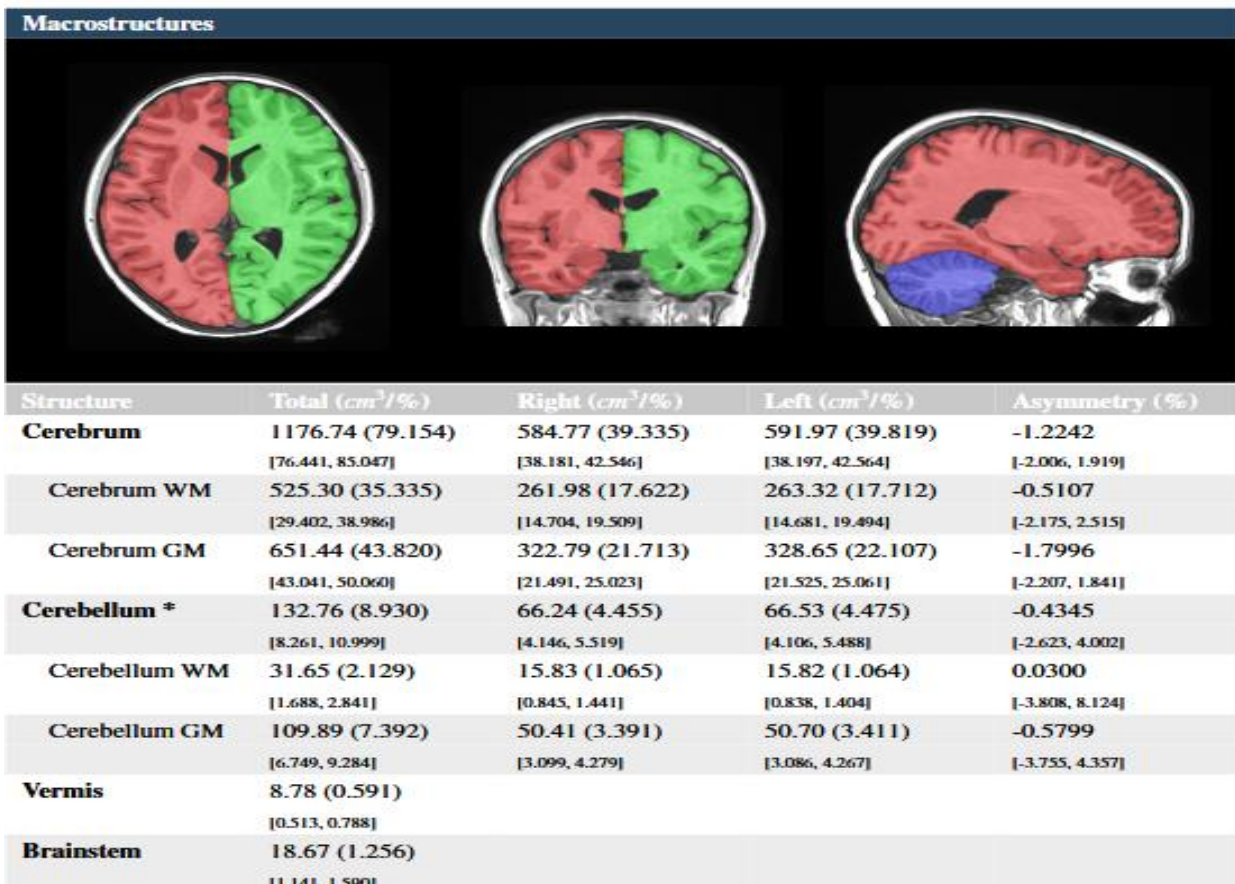 Macrostructures
Structure Total (cm³/%) Right (cm³/%) Left (cm³/%) Asymmetry (%)
Cerebrum 1176.74 (79.154) 584.77 (39.335) 591.97 (39.819) -1.2242
[76.441, 85.047] [38.181, 42.546] [38.197, 42.564] [-2.006, 1.919]
Cerebrum WM 525.30 (35.335) 261.98 (17.622) 263.32 (17.712) -0.5107
[29.402, 38.986] [14.704, 19.509] [14.681, 19.494] [-2.175, 2.515]
Cerebrum GM 651.44 (43.820) 322.79 (21.713) 328.65 (22.107) -1.7996
[43.041, 50.060] [21.491, 25.023] [21.525, 25.061] [-2.207, 1.841]
Cerebellum * 132.76 (8.930) 66.24 (4.455) 66.53 (4.475) -0.4345
[8.261, 10.999] [4.146, 5.519] [4.106, 5.488] [-2.623, 4.002]
Cerebellum WM 31.65 (2.129) 15.83 (1.065) 15.82 (1.064) 0.0300
[1.688, 2.841] [0.845, 1.441] [0.838, 1.404] [-3.808, 8.124]
Cerebellum GM 109.89 (7.392) 50.41 (3.391) 50.70 (3.411) -0.5799
[6.749, 9.284] [3.099, 4.279] [3.086, 4.267] [-3.755, 4.357]
Vermis 8.78 (0.591)
[0.513, 0.788]
Brainstem 18.67 (1.256)
[1.141, 1.590]